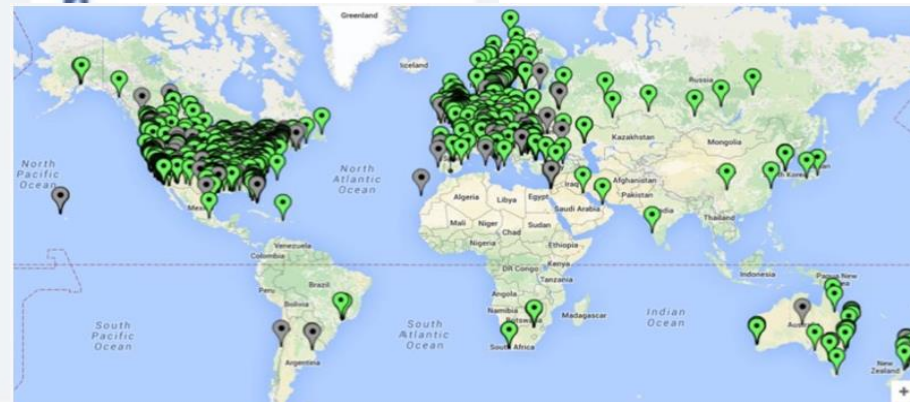 Greenland
Iceland
Russia
Kazakhstan
Mongolia
North
Pacific
Ocean
North
Atlantic
Ocean
Iraq
Afghanistan
Pakistan
Algeria
Libya
Egypt
Saudi Arabia
Thailand
Mali
Niger
Chad
Sudan
Nigeria
Ethiopia
Venezuela
Colombia
DR Congo
Kenya
Tanzania
Indonesia
Papua New
Peru
Brazil
Bolivia
Angola
Namibia
Botswana
Madagascar
South
Pacific
Ocean
South
Atlantic
Ocean
Indian
Ocean
South Africa
Argentina
New
Zealand
+